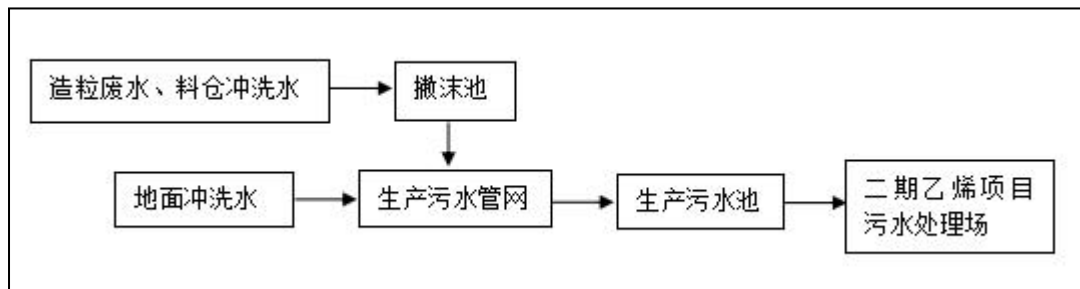 造粒废水、料仓冲洗水
撇沫池
地面冲洗水
生产污水管网
生产污水池
二期乙烯项目
污水处理场